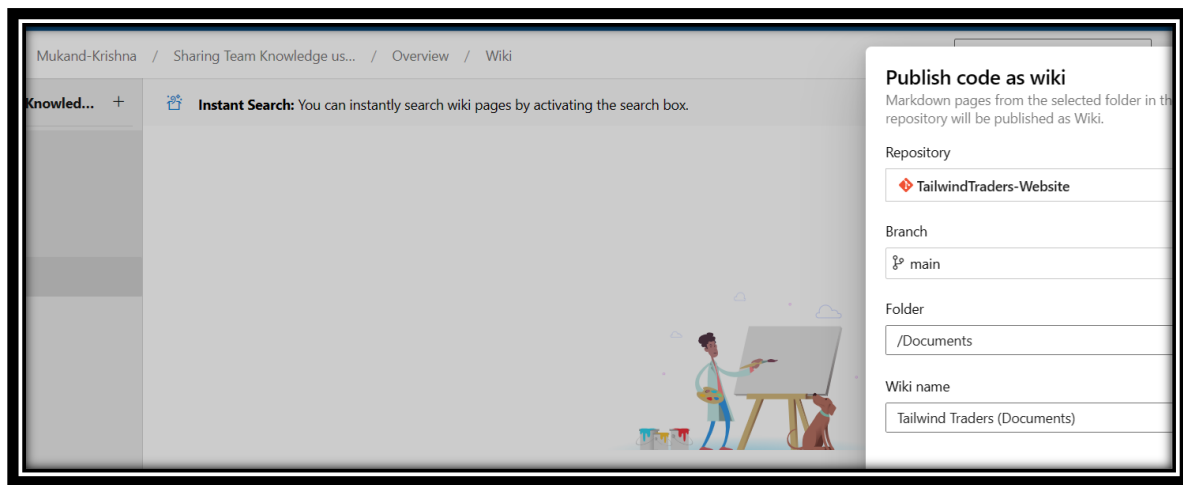 Mukand-Krishna / Sharing Team Knowledge us... / Overview / Wiki
Knowled... +
Instant Search: You can instantly search wiki pages by activating the search box.
Publish code as wiki
Markdown pages from the selected folder in th
repository will be published as Wiki.
Repository
TailwindTraders-Website
Branch
main
Folder
/Documents
Wiki name
Tailwind Traders (Documents)